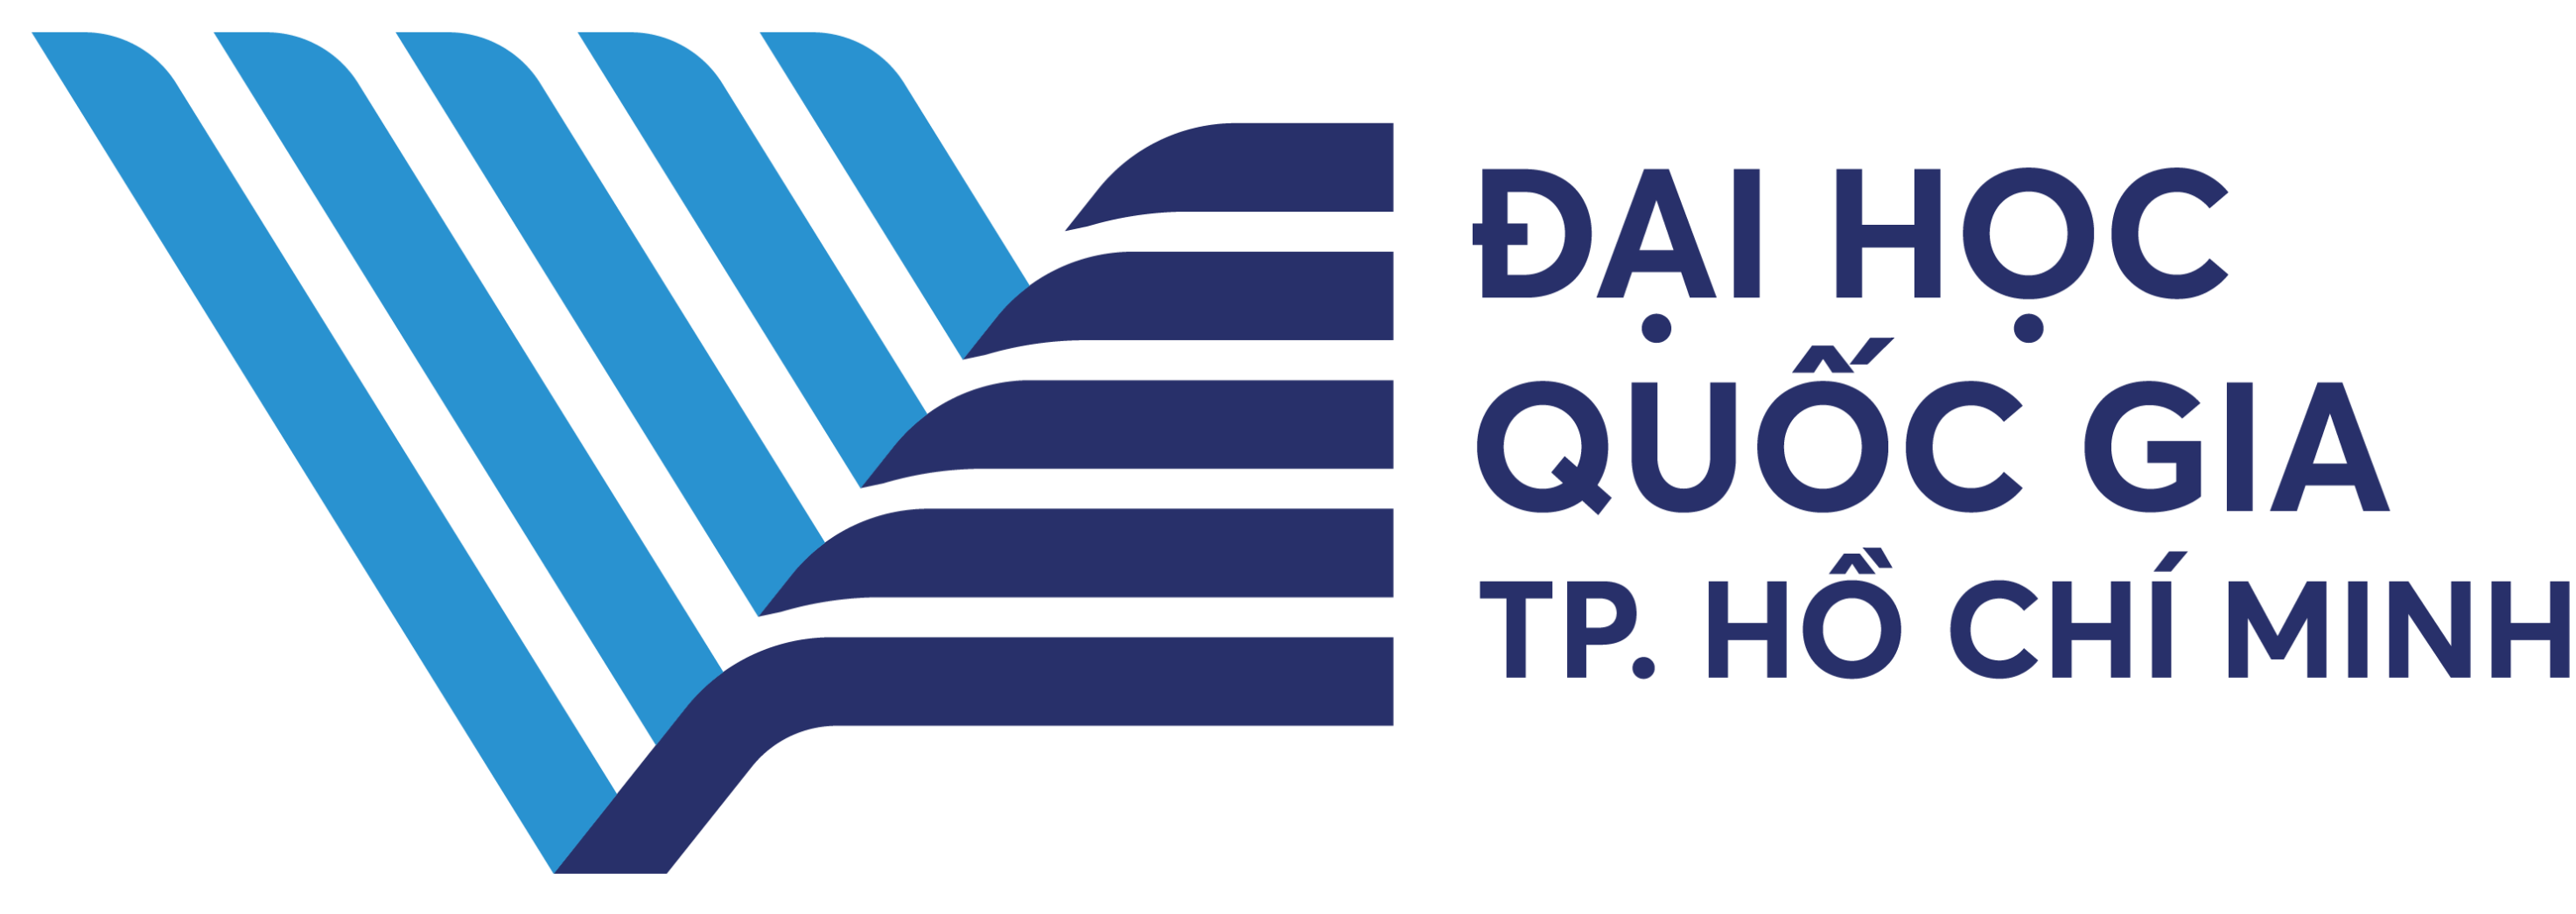 ĐẠI HỌC
QUỐC GIA
TP. HỒ CHÍ MINH